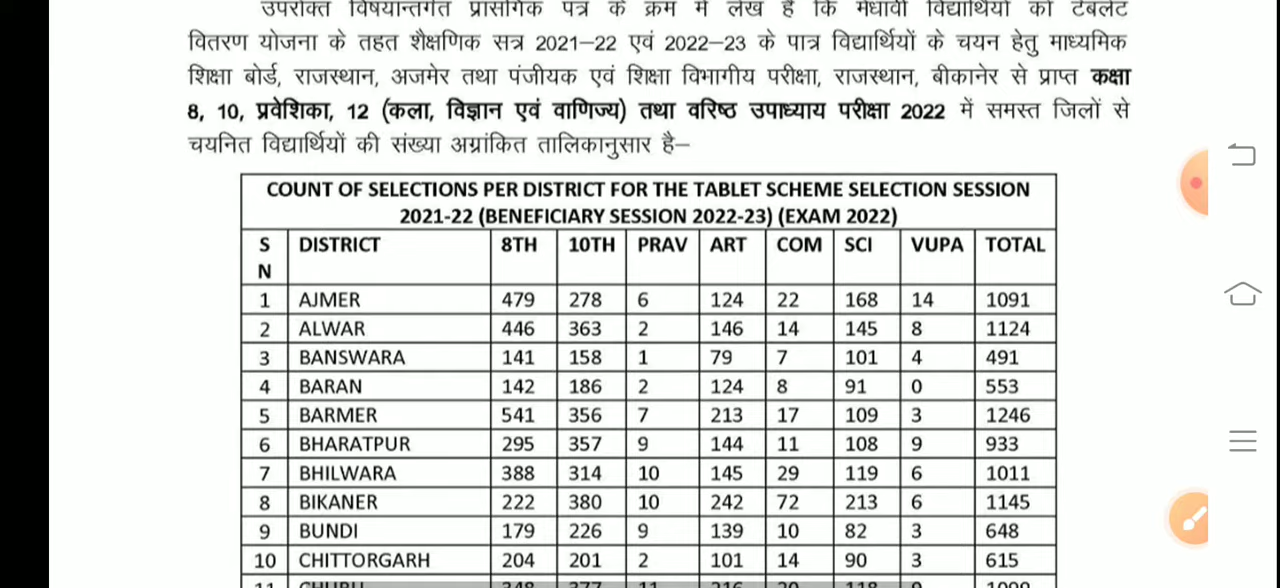 उपरोक्त विषयान्तर्गत प्रासंगिक पत्र के क्रम में लेख है कि मेधावी विद्यार्थियों को टेबलेट
वितरण योजना के तहत शैक्षणिक सत्र 2021–22 एवं 2022–23 के पात्र विद्यार्थियों के चयन हेतु माध्यमिक
शिक्षा बोर्ड, राजस्थान, अजमेर तथा पंजीयक एवं शिक्षा विभागीय परीक्षा, राजस्थान, बीकानेर से प्राप्त कक्षा
8, 10, प्रवेशिका, 12 (कला, विज्ञान एवं वाणिज्य) तथा वरिष्ठ उपाध्याय परीक्षा 2022 में समस्त जिलों से
चयनित विद्यार्थियों की संख्या अग्रांकित तालिकानुसार है–
COUNT OF SELECTIONS PER DISTRICT FOR THE TABLET SCHEME SELECTION SESSION
2021-22 (BENEFICIARY SESSION 2022-23) (EXAM 2022)
S N DISTRICT 8TH 10TH PRAV ART COM SCI VUPA TOTAL
1 AJMER 479 278 6 124 22 168 14 1091
2 ALWAR 446 363 2 146 14 145 8 1124
3 BANSWARA 141 158 1 79 7 101 4 491
4 BARAN 142 186 2 124 8 91 0 553
5 BARMER 541 356 7 213 17 109 3 1246
6 BHARATPUR 295 357 9 144 11 108 9 933
7 BHILWARA 388 314 10 145 29 119 6 1011
8 BIKANER 222 380 10 242 72 213 6 1145
9 BUNDI 179 226 9 139 10 82 3 648
10 CHITTORGARH 204 201 2 101 14 90 3 615